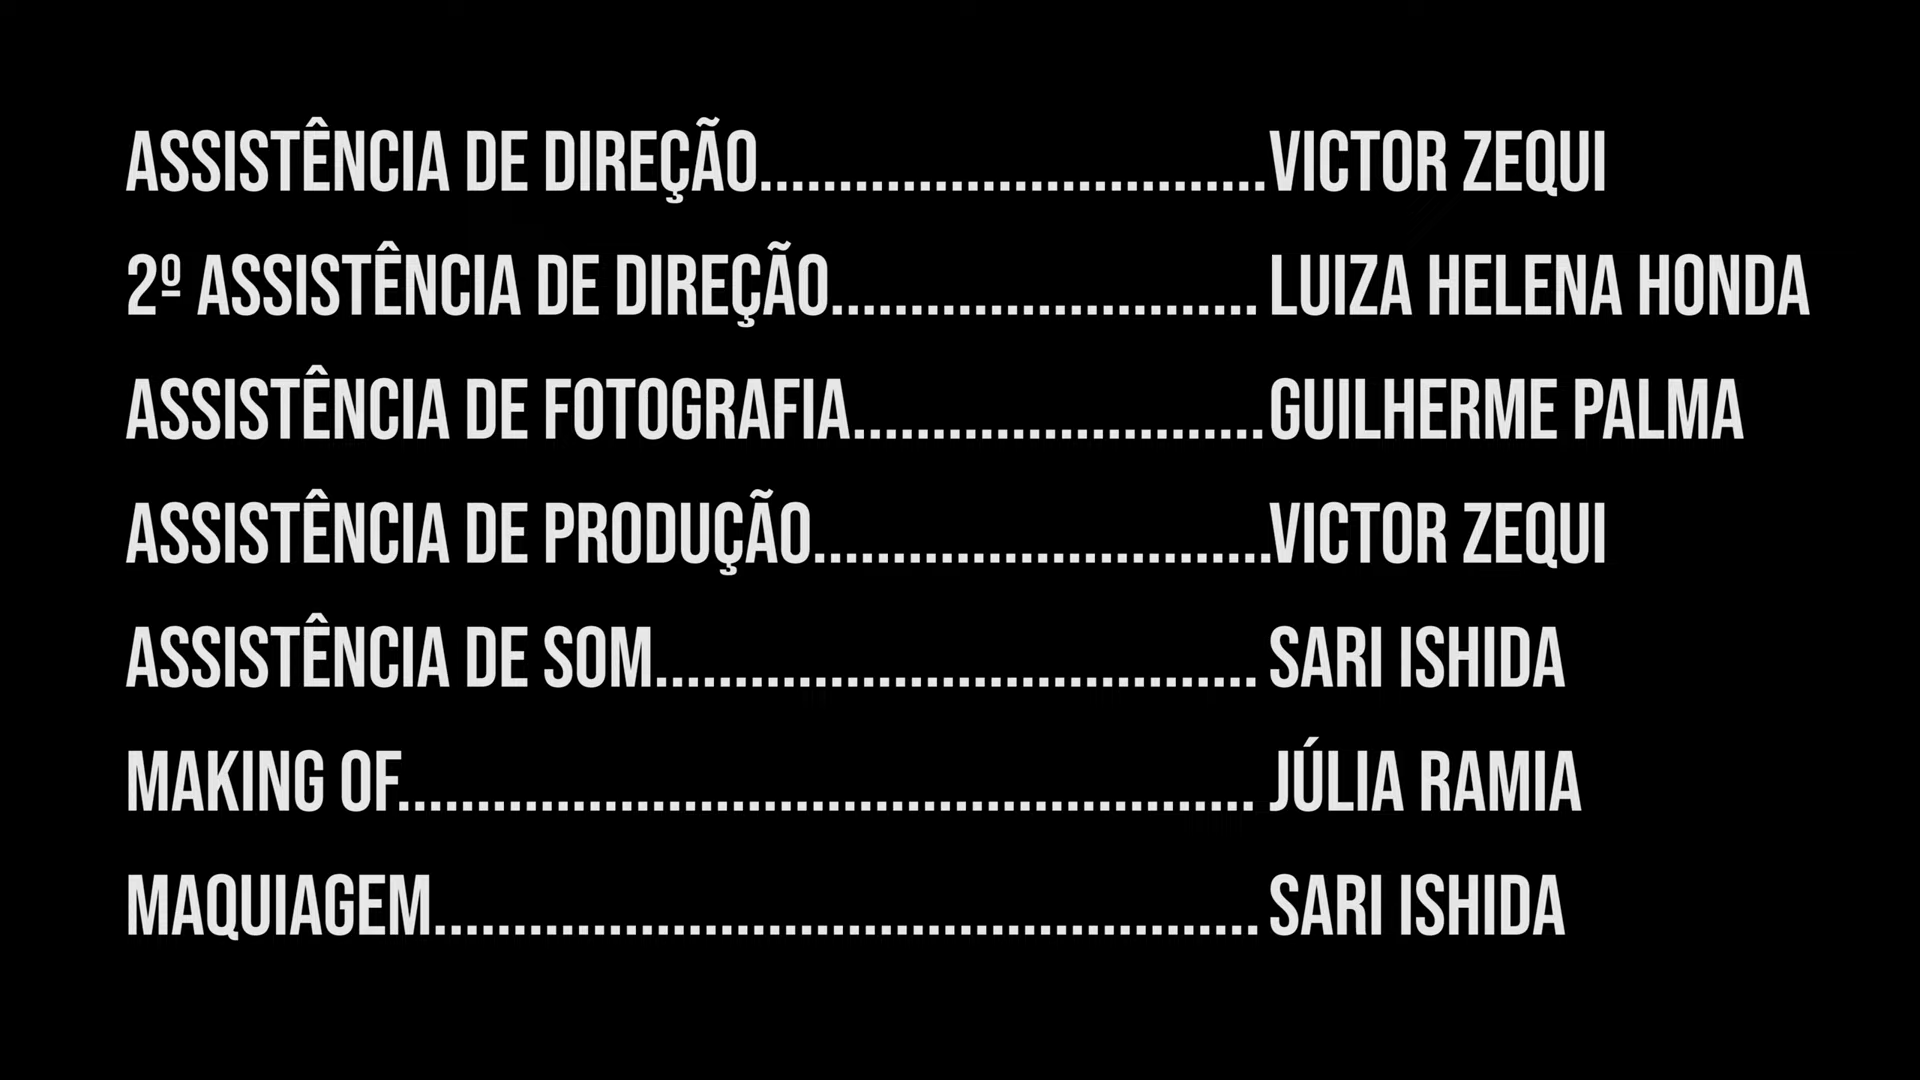 ASSISTÊNCIA DE DIREÇÃO................................VICTOR ZEQUI
2º ASSISTÊNCIA DE DIREÇÃO........................... LUIZA HELENA HONDA
ASSISTÊNCIA DE FOTOGRAFIA..........................GUILHERME PALMA
ASSISTÊNCIA DE PRODUÇÃO.............................VICTOR ZEQUI
ASSISTÊNCIA DE SOM...................................... SARI ISHIDA
MAKING OF...................................................... JÚLIA RAMIA
MAQUIAGEM.................................................... SARI ISHIDA